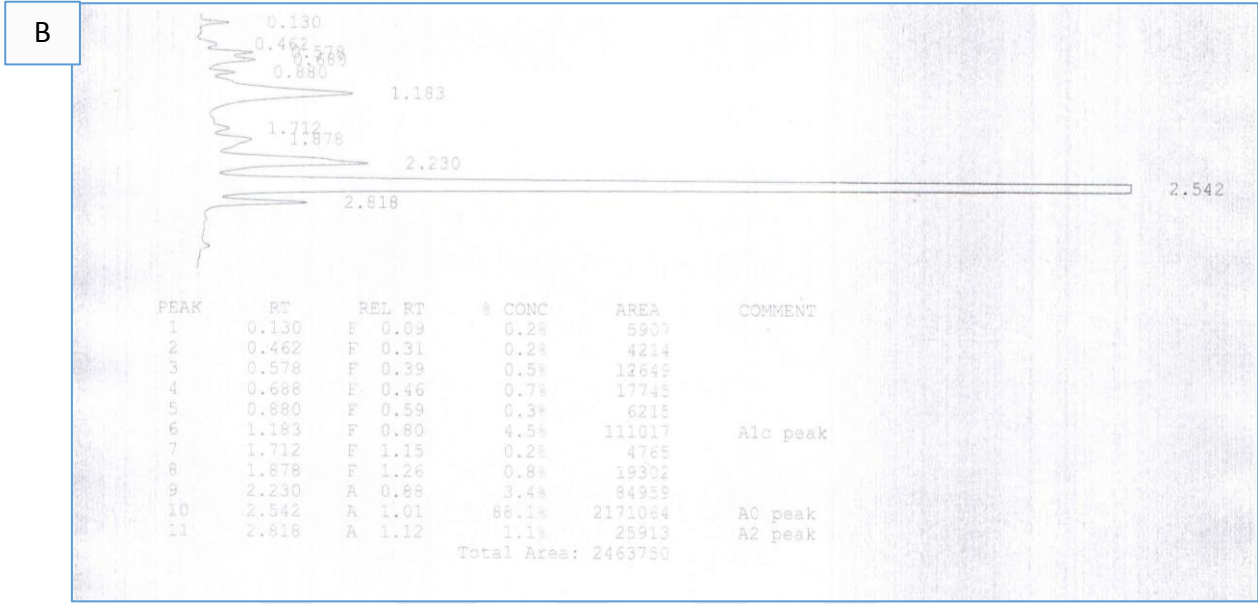 B
0.130
0.462
0.578
0.688
0.880
1.183
1.712
1.878
2.230
2.542
2.818
PEAK RT REL RT % CONC AREA COMMENT
1 0.130 F 0.09 0.2% 5907
2 0.462 F 0.31 0.2% 4214
3 0.578 F 0.39 0.5% 12649
4 0.688 F 0.46 0.7% 17745
5 0.880 F 0.59 0.3% 6215
6 1.183 F 0.80 4.5% 111017 A1c peak
7 1.712 F 1.15 0.2% 4765
8 1.878 F 1.26 0.8% 19302
9 2.230 A 0.88 3.4% 84959
10 2.542 A 1.01 88.1% 2171064 A0 peak
11 2.818 A 1.12 1.1% 25913 A2 peak
Total Area: 2463750